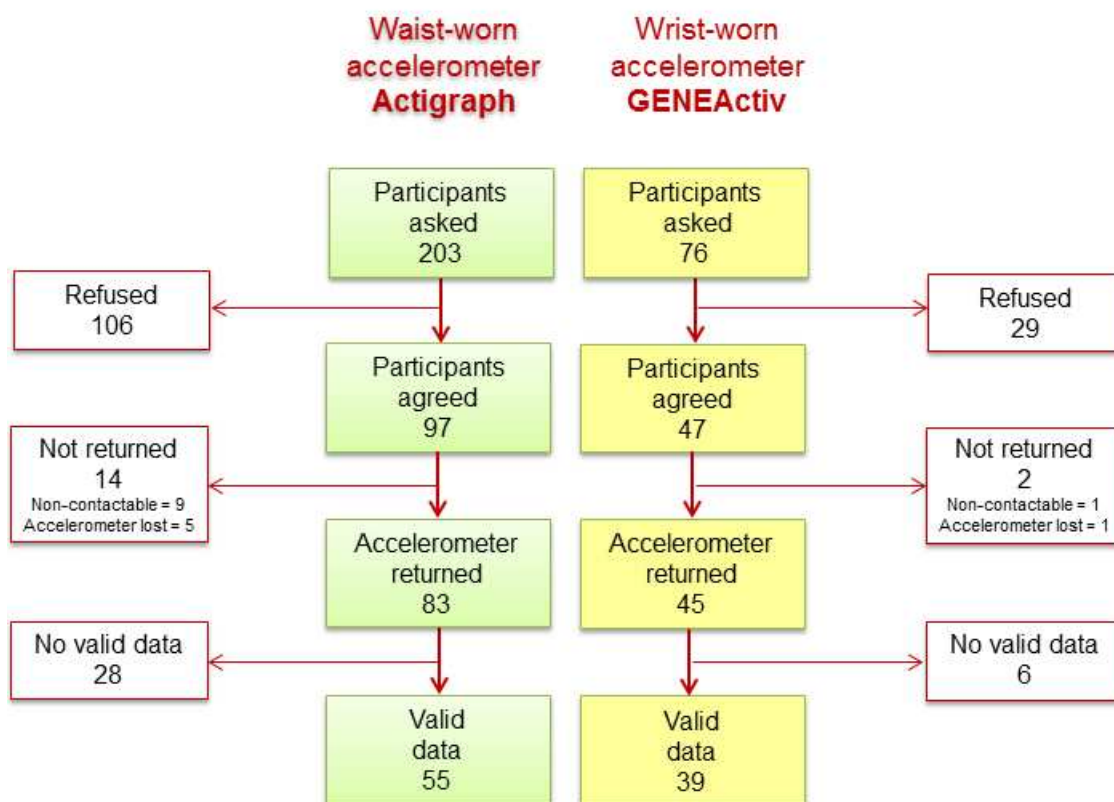 Waist-worn
accelerometer
Actigraph
Wrist-worn
accelerometer
GENEActiv
Participants
asked
203
Participants
asked
76
Refused
106
Refused
29
Participants
agreed
97
Participants
agreed
47
Not returned
14
Non-contactable = 9
Accelerometer lost = 5
Not returned
2
Non-contactable = 1
Accelerometer lost = 1
Accelerometer
returned
83
Accelerometer
returned
45
No valid data
28
No valid data
6
Valid
data
55
Valid
data
39